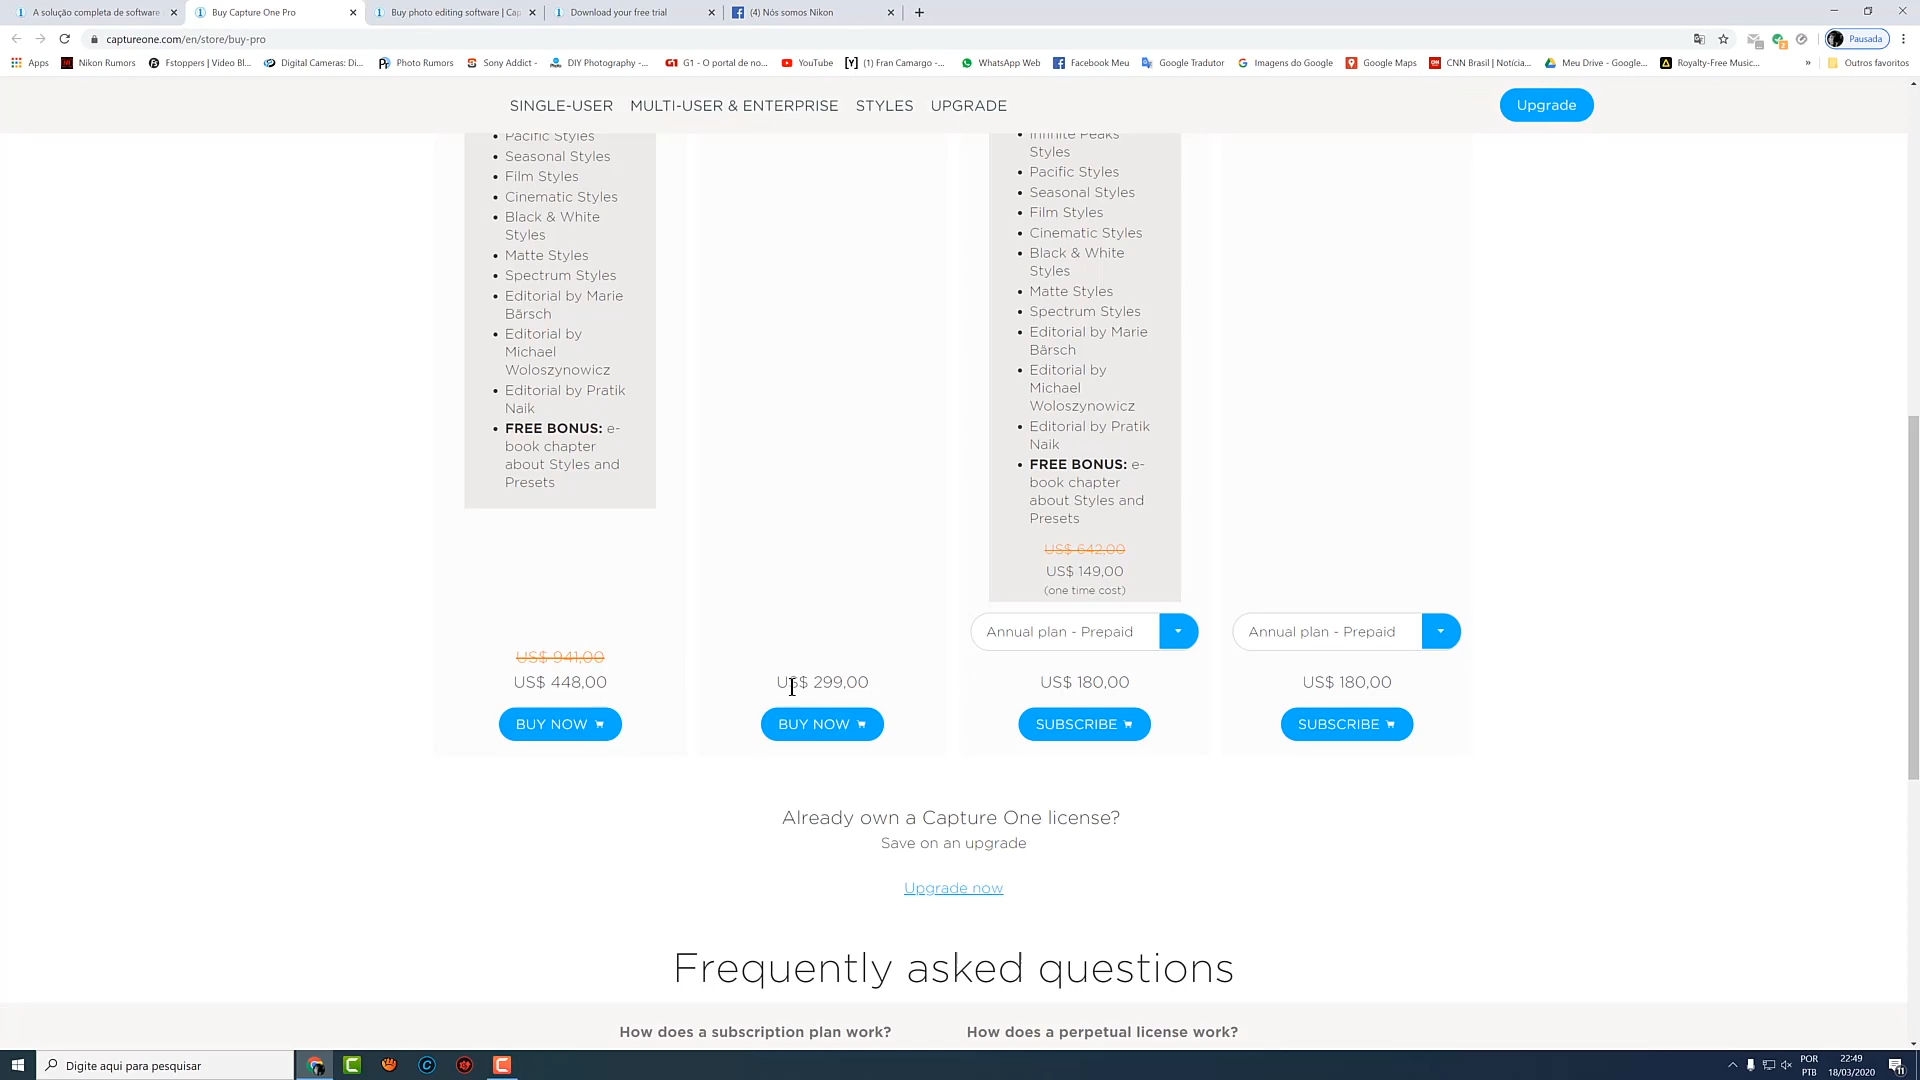 A solução completa de software
Buy Capture One Pro
Buy photo editing software | Cap
Download your free trial
(4) Nós somos Nikon
captureone.com/en/store/buy-pro
Pausada
Apps
Nikon Rumors
Fstoppers | Video Bl...
Digital Cameras: Di...
Photo Rumors
Sony Addict -
DIY Photography -...
G1 - O portal de no...
YouTube
(1) Fran Camargo -...
WhatsApp Web
Facebook Meu
Google Tradutor
Imagens do Google
Google Maps
CNN Brasil | Notícia...
Meu Drive - Google...
Royalty-Free Music...
»
Outros favoritos
SINGLE-USER
MULTI-USER & ENTERPRISE
STYLES
UPGRADE
Upgrade
• Pacific Styles
• Seasonal Styles
• Film Styles
• Cinematic Styles
• Black & White
Styles
• Matte Styles
• Spectrum Styles
• Editorial by Marie
Bärsch
• Editorial by
Michael
Woloszynowicz
• Editorial by Pratik
Naik
• FREE BONUS: e-
book chapter
about Styles and
Presets
US$ 941,00
US$ 448,00
BUY NOW
US$ 299,00
BUY NOW
• Infinite Peaks
Styles
• Pacific Styles
• Seasonal Styles
• Film Styles
• Cinematic Styles
• Black & White
Styles
• Matte Styles
• Spectrum Styles
• Editorial by Marie
Bärsch
• Editorial by
Michael
Woloszynowicz
• Editorial by Pratik
Naik
• FREE BONUS: e-
book chapter
about Styles and
Presets
US$ 642,00
US$ 149,00
(one time cost)
Annual plan - Prepaid
US$ 180,00
SUBSCRIBE
Annual plan - Prepaid
US$ 180,00
SUBSCRIBE
Already own a Capture One license?
Save on an upgrade
Upgrade now
Frequently asked questions
How does a subscription plan work?
How does a perpetual license work?
Digite aqui para pesquisar
POR
PTB
22:49
18/03/2020